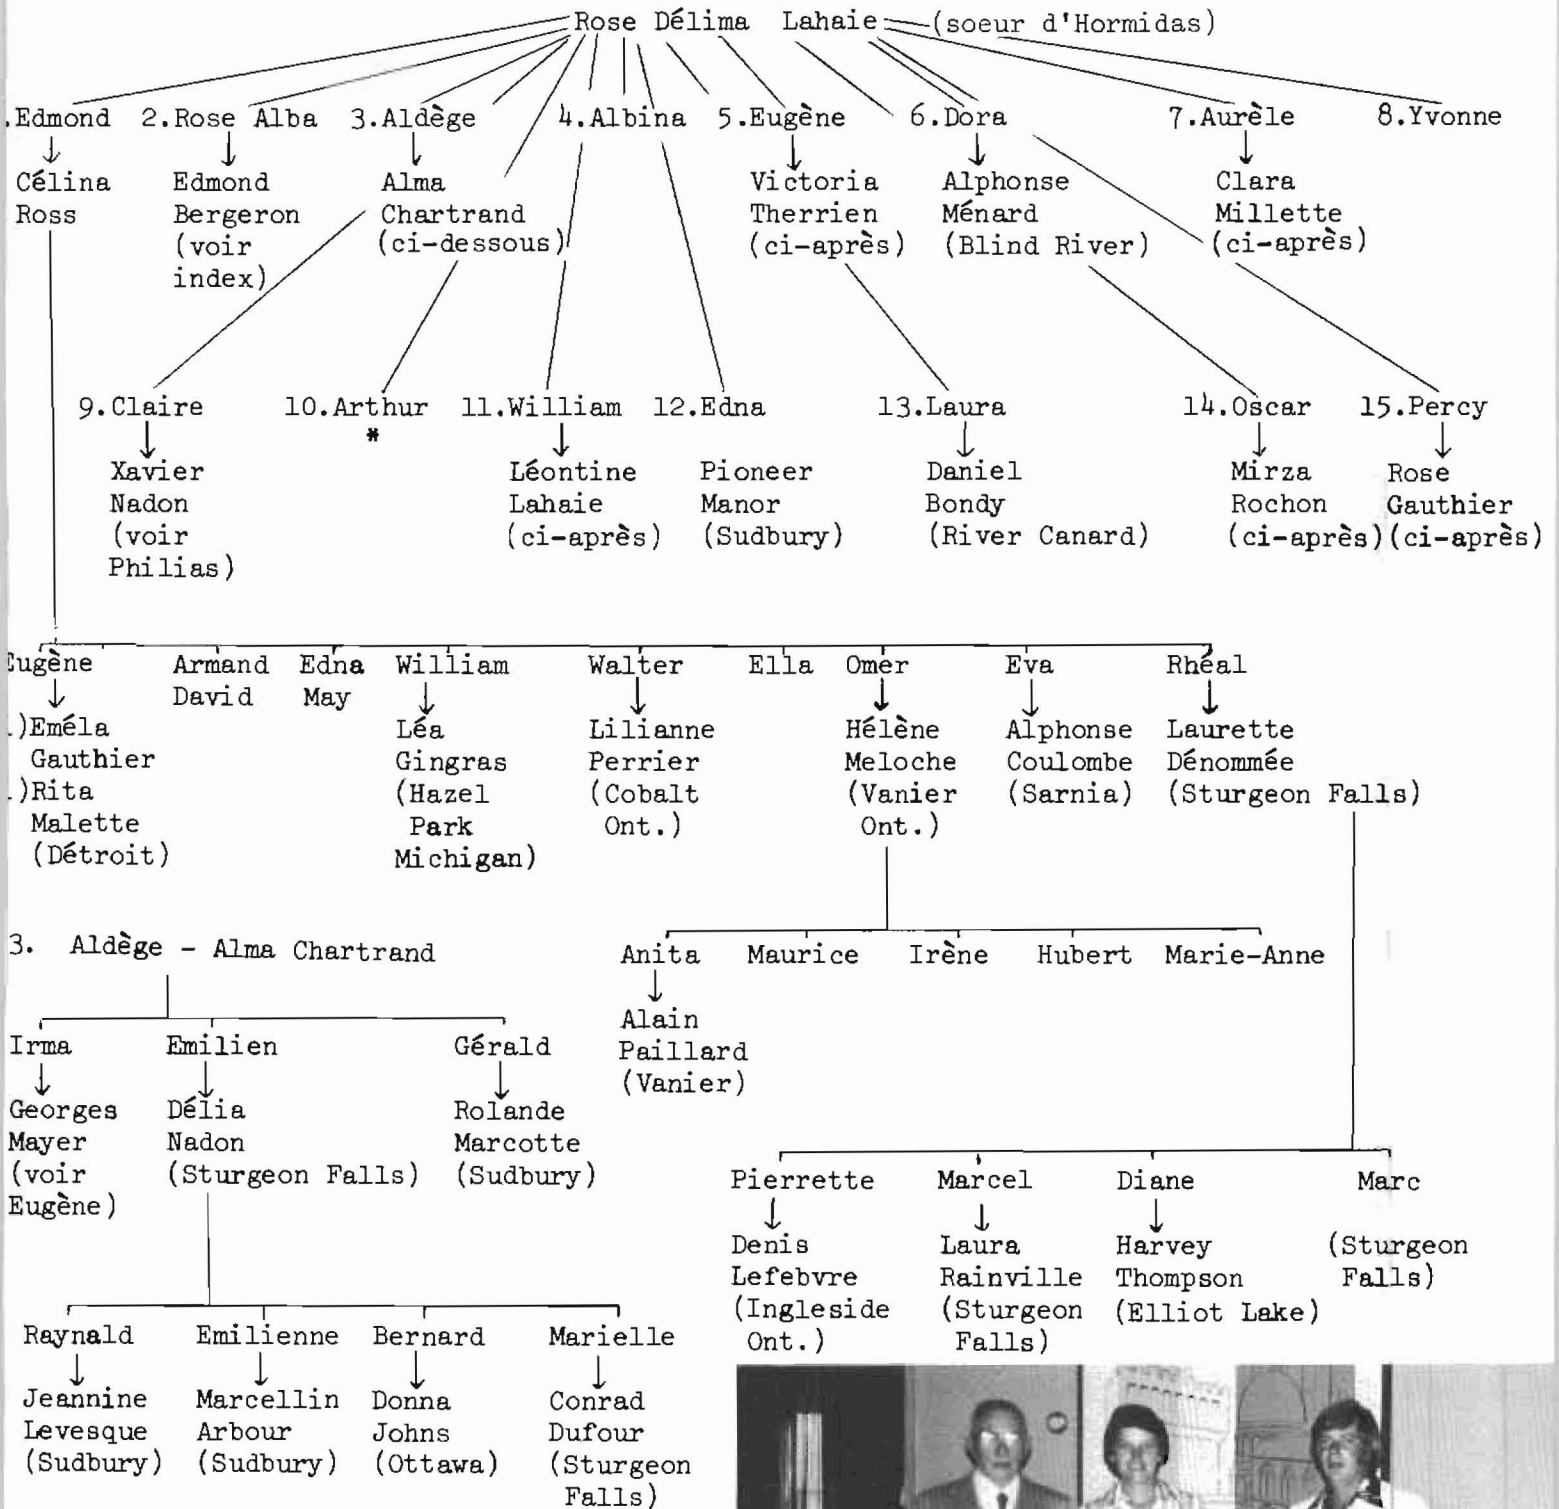 Rose Délima Lahaie (soeur d'Hormidas)
.Edmond 2.Rose Alba 3.Aldège 4.Albina 5.Eugène 6.Dora 7.Aurèle 8.Yvonne
Célina Edmond Alma Victoria Alphonse Clara
Ross Bergeron Chartrand Therrien Ménard Millette
(voir (ci-dessous) (ci-après) (Blind River) (ci-après)
index)
9.Claire 10.Arthur 11.William 12.Edna 13.Laura 14.Oscar 15.Percy
*
Xavier Léontine Pioneer Daniel Mirza Rose
Nadon Lahaie Manor Bondy Rochon Gauthier
(voir (ci-après) (Sudbury) (River Canard) (ci-après) (ci-après)
Philias)
Eugène Armand Edna William Walter Ella Omer Eva Rhéal
David May
.)Eméla Léa Lilianne Hélène Alphonse Laurette
Gauthier Gingras Perrier Meloche Coulombe Dénommée
.)Rita (Hazel (Cobalt (Vanier (Sarnia) (Sturgeon Falls)
Malette Park Ont.) Ont.)
(Détroit) Michigan)
3. Aldège - Alma Chartrand
Anita Maurice Irène Hubert Marie-Anne
Alain
Paillard
(Vanier)
Irma Emilien Gérald
Georges Délia Rolande
Mayer Nadon Marcotte
(voir (Sturgeon Falls) (Sudbury)
Eugène)
Pierrette Marcel Diane Marc
Denis Laura Harvey (Sturgeon
Lefebvre Rainville Thompson Falls)
(Ingleside (Sturgeon (Elliot Lake)
Ont.) Falls)
Raynald Emilienne Bernard Marielle
Jeannine Marcellin Donna Conrad
Levesque Arbour Johns Dufour
(Sudbury) (Sudbury) (Ottawa) (Sturgeon
Falls)